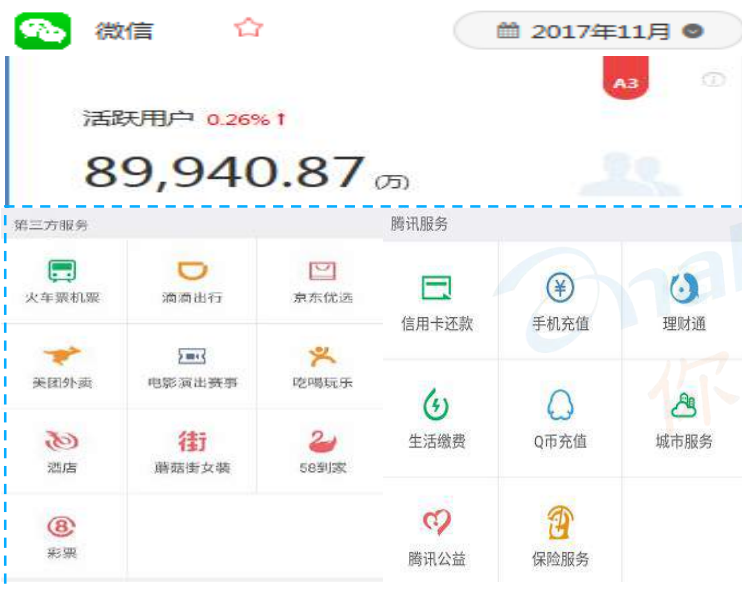 微信
2017年11月
A3
活跃用户 0.26%↑
89,940.87(万)
第三方服务
火车票机票 滴滴出行 京东优选
美团外卖 电影演出赛事 吃喝玩乐
酒店 蘑菇街女装 58到家
彩票
腾讯服务
信用卡还款 手机充值 理财通
生活缴费 Q币充值 城市服务
腾讯公益 保险服务
你